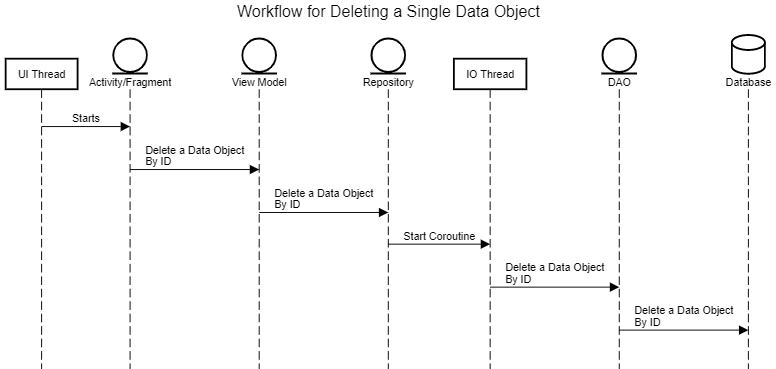 Workflow for Deleting a Single Data Object
UI Thread
Activity/Fragment
View Model
Repository
IO Thread
DAO
Database
Starts
Delete a Data Object
By ID
Delete a Data Object
By ID
Start Coroutine
Delete a Data Object
By ID
Delete a Data Object
By ID